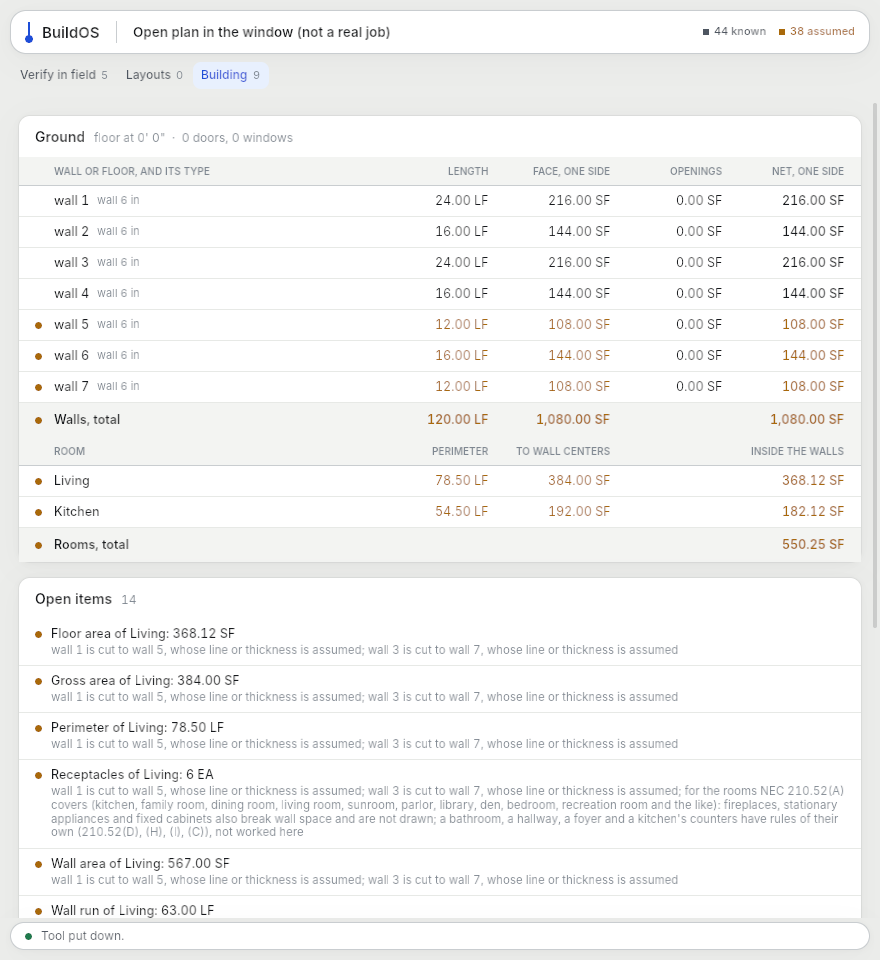 BuildOS
Open plan in the window (not a real job)
44 known
38 assumed
Verify in field 5
Layouts 0
Building 9
Ground floor at 0' 0" · 0 doors, 0 windows
WALL OR FLOOR, AND ITS TYPE LENGTH FACE, ONE SIDE OPENINGS NET, ONE SIDE
wall 1 wall 6 in 24.00 LF 216.00 SF 0.00 SF 216.00 SF
wall 2 wall 6 in 16.00 LF 144.00 SF 0.00 SF 144.00 SF
wall 3 wall 6 in 24.00 LF 216.00 SF 0.00 SF 216.00 SF
wall 4 wall 6 in 16.00 LF 144.00 SF 0.00 SF 144.00 SF
wall 5 wall 6 in 12.00 LF 108.00 SF 0.00 SF 108.00 SF
wall 6 wall 6 in 16.00 LF 144.00 SF 0.00 SF 144.00 SF
wall 7 wall 6 in 12.00 LF 108.00 SF 0.00 SF 108.00 SF
Walls, total 120.00 LF 1,080.00 SF 1,080.00 SF
ROOM PERIMETER TO WALL CENTERS INSIDE THE WALLS
Living 78.50 LF 384.00 SF 368.12 SF
Kitchen 54.50 LF 192.00 SF 182.12 SF
Rooms, total 550.25 SF
Open items 14
Floor area of Living: 368.12 SF
wall 1 is cut to wall 5, whose line or thickness is assumed; wall 3 is cut to wall 7, whose line or thickness is assumed
Gross area of Living: 384.00 SF
wall 1 is cut to wall 5, whose line or thickness is assumed; wall 3 is cut to wall 7, whose line or thickness is assumed
Perimeter of Living: 78.50 LF
wall 1 is cut to wall 5, whose line or thickness is assumed; wall 3 is cut to wall 7, whose line or thickness is assumed
Receptacles of Living: 6 EA
wall 1 is cut to wall 5, whose line or thickness is assumed; wall 3 is cut to wall 7, whose line or thickness is assumed; for the rooms NEC 210.52(A)
covers (kitchen, family room, dining room, living room, sunroom, parlor, library, den, bedroom, recreation room and the like): fireplaces, stationary
appliances and fixed cabinets also break wall space and are not drawn; a bathroom, a hallway, a foyer and a kitchen's counters have rules of their
own (210.52(D), (H), (I), (C)), not worked here
Wall area of Living: 567.00 SF
wall 1 is cut to wall 5, whose line or thickness is assumed; wall 3 is cut to wall 7, whose line or thickness is assumed
Wall run of Living: 63.00 LF
Tool put down.